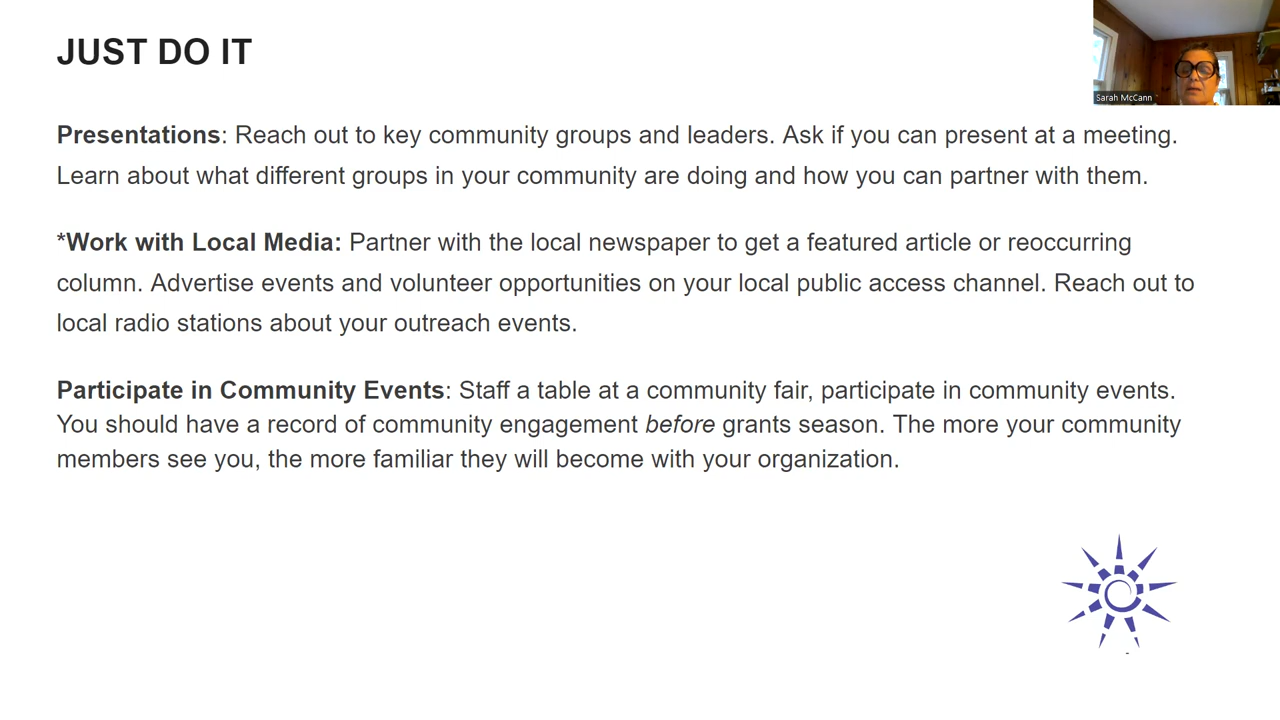 JUST DO IT
Sarah McCann
Presentations: Reach out to key community groups and leaders. Ask if you can present at a meeting.
Learn about what different groups in your community are doing and how you can partner with them.
*Work with Local Media: Partner with the local newspaper to get a featured article or reoccurring
column. Advertise events and volunteer opportunities on your local public access channel. Reach out to
local radio stations about your outreach events.
Participate in Community Events: Staff a table at a community fair, participate in community events.
You should have a record of community engagement before grants season. The more your community
members see you, the more familiar they will become with your organization.